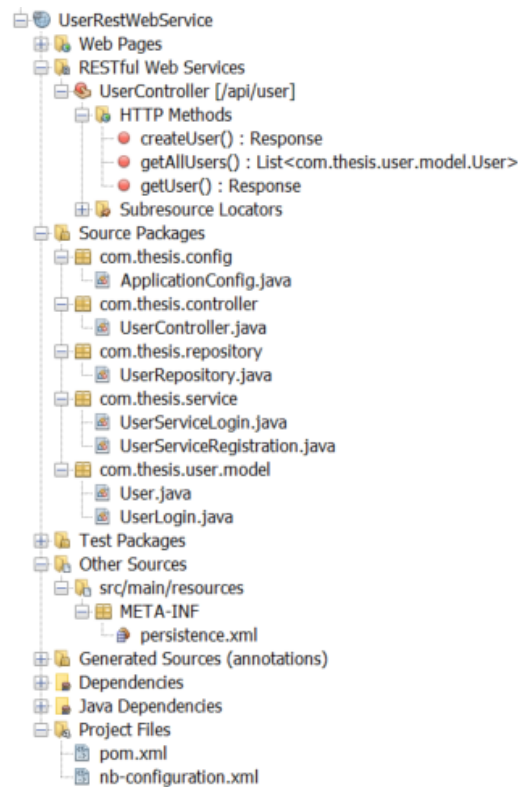 UserRestWebService
Web Pages
RESTful Web Services
UserController [/api/user]
HTTP Methods
createUser() : Response
getAllUsers() : List<com.thesis.user.model.User>
getUser() : Response
Subresource Locators
Source Packages
com.thesis.config
ApplicationConfig.java
com.thesis.controller
UserController.java
com.thesis.repository
UserRepository.java
com.thesis.service
UserServiceLogin.java
UserServiceRegistration.java
com.thesis.user.model
User.java
UserLogin.java
Test Packages
Other Sources
src/main/resources
META-INF
persistence.xml
Generated Sources (annotations)
Dependencies
Java Dependencies
Project Files
pom.xml
nb-configuration.xml